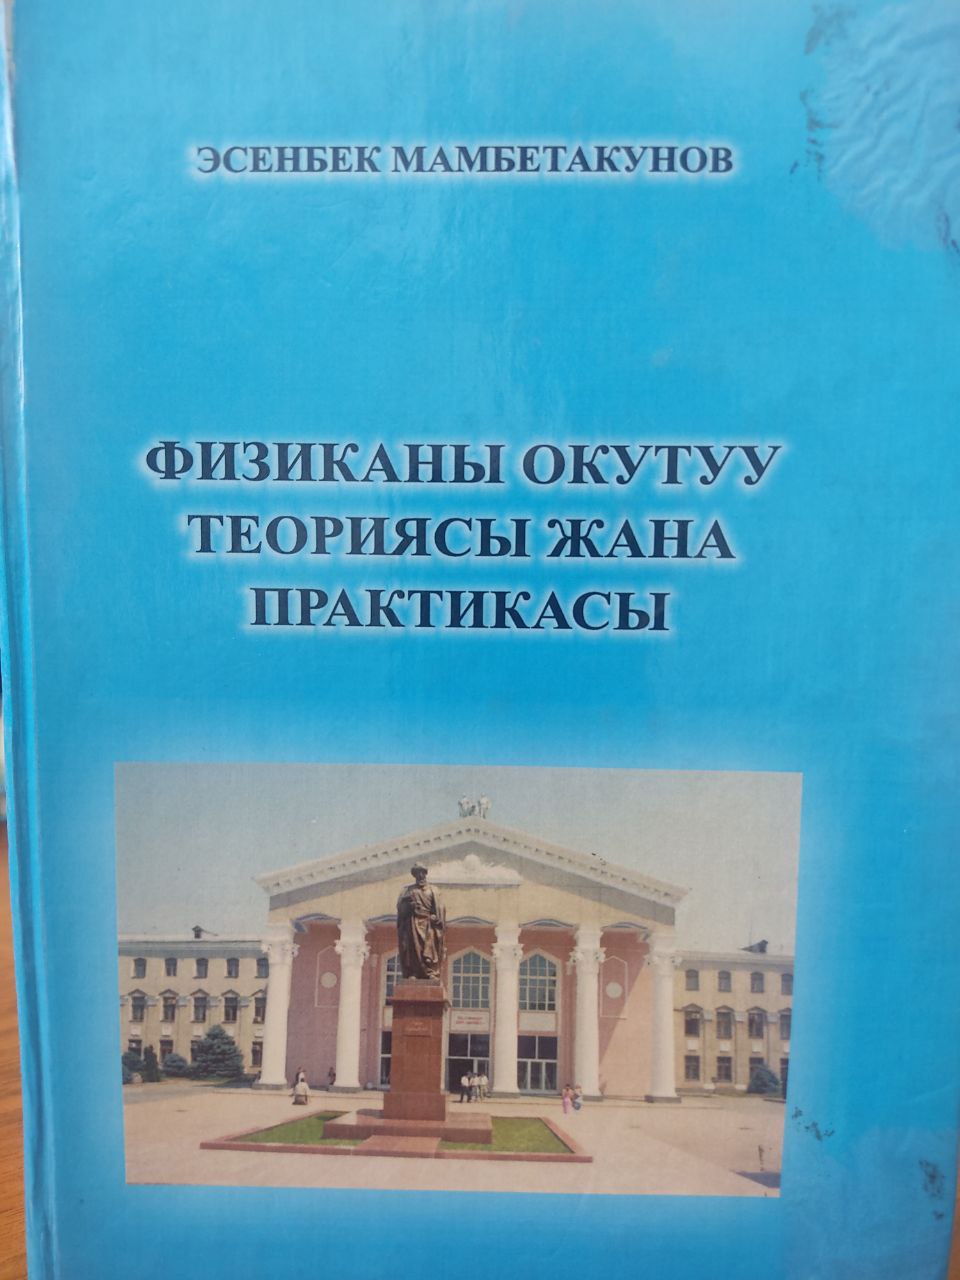 ЭСЕНБЕК МАМБЕТАКУНОВ
ФИЗИКАНЫ ОКУТУУ
ТЕОРИЯСЫ ЖАНА
ПРАКТИКАСЫ